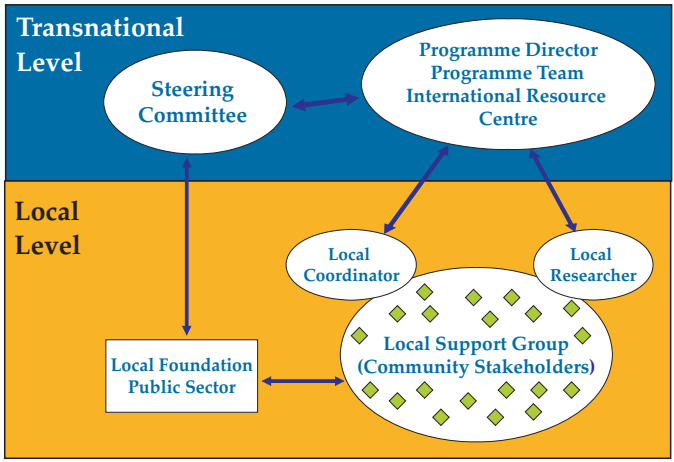 Transnational
Level
Steering
Committee
Programme Director
Programme Team
International Resource
Centre
Local
Level
Local
Coordinator
Local
Researcher
Local Foundation
Public Sector
Local Support Group
(Community Stakeholders)